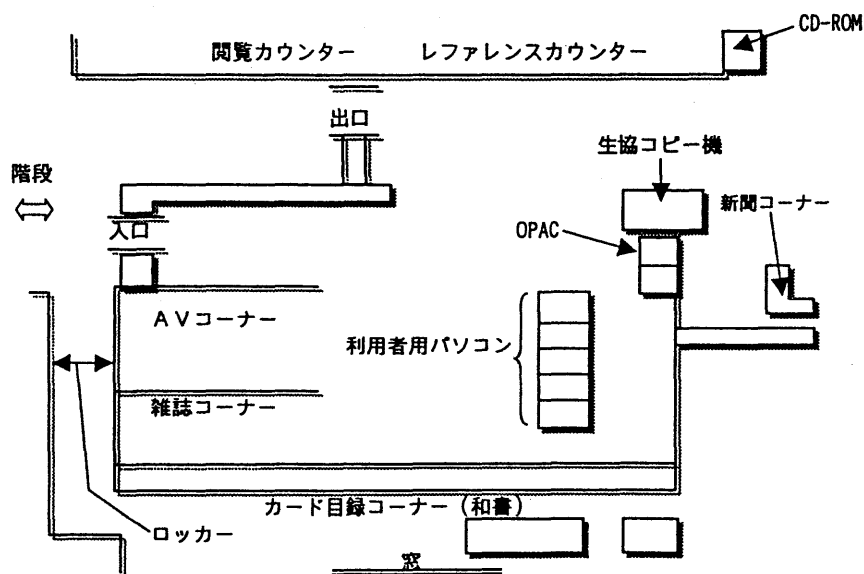 CD-ROM
閲覧カウンター
レファレンスカウンター
出口
生協コピー機
階段
新聞コーナー
入口
OPAC
AVコーナー
利用者用パソコン
雑誌コーナー
カード目録コーナー(和書)
ロッカー
窓